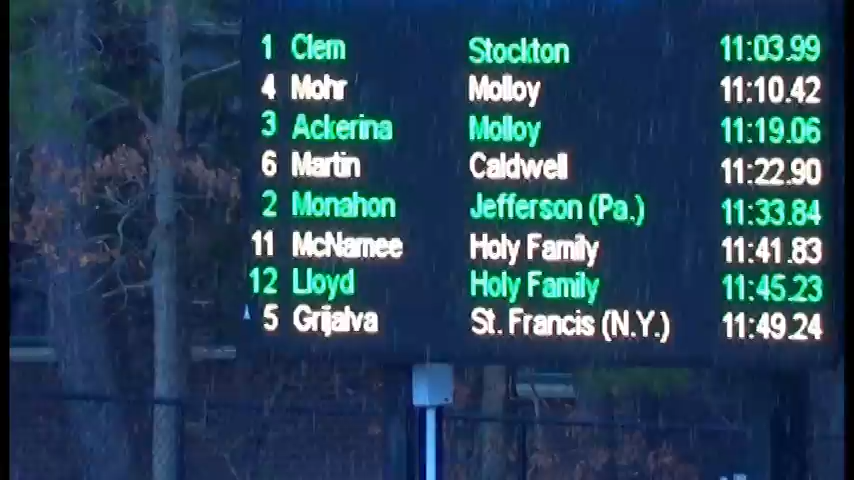 1 Clem Stockton 11:03.99
4 Mohr Molloy 11:10.42
3 Ackerina Molloy 11:19.06
6 Martin Caldwell 11:22.90
2 Monahon Jefferson (Pa.) 11:33.84
11 McNamee Holy Family 11:41.83
12 Lloyd Holy Family 11:45.23
5 Grijalva St. Francis (N.Y.) 11:49.24